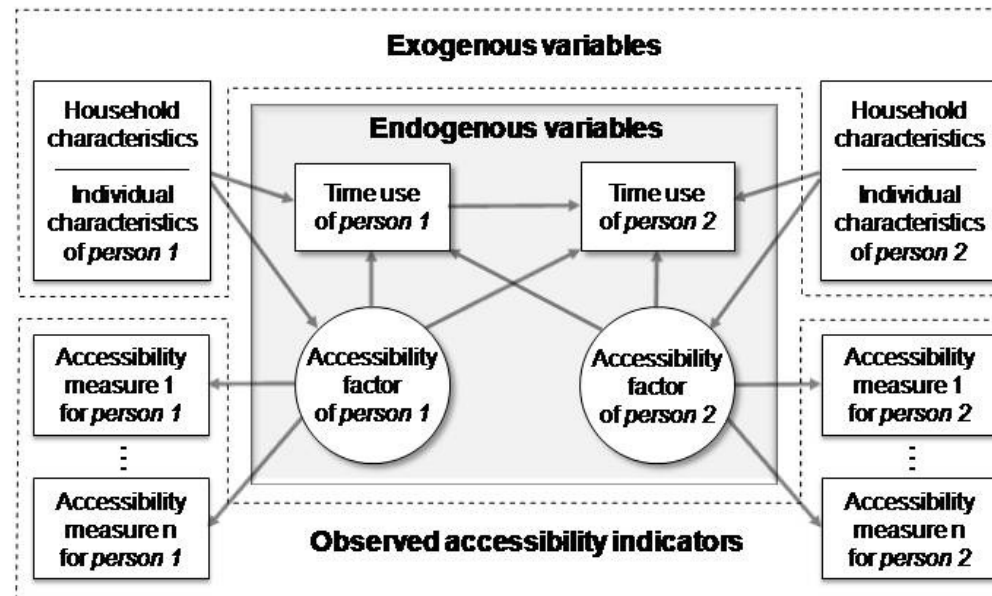 Exogenous variables
Household
characteristics
Individual
characteristics
of person 1
Endogenous variables
Time use
of person 1
Time use
of person 2
Household
characteristics
Individual
characteristics
of person 2
Accessibility
factor
of person 1
Accessibility
factor
of person 2
Accessibility
measure 1
for person 1
⋮
Accessibility
measure n
for person 1
Accessibility
measure 1
for person 2
⋮
Accessibility
measure n
for person 2
Observed accessibility indicators